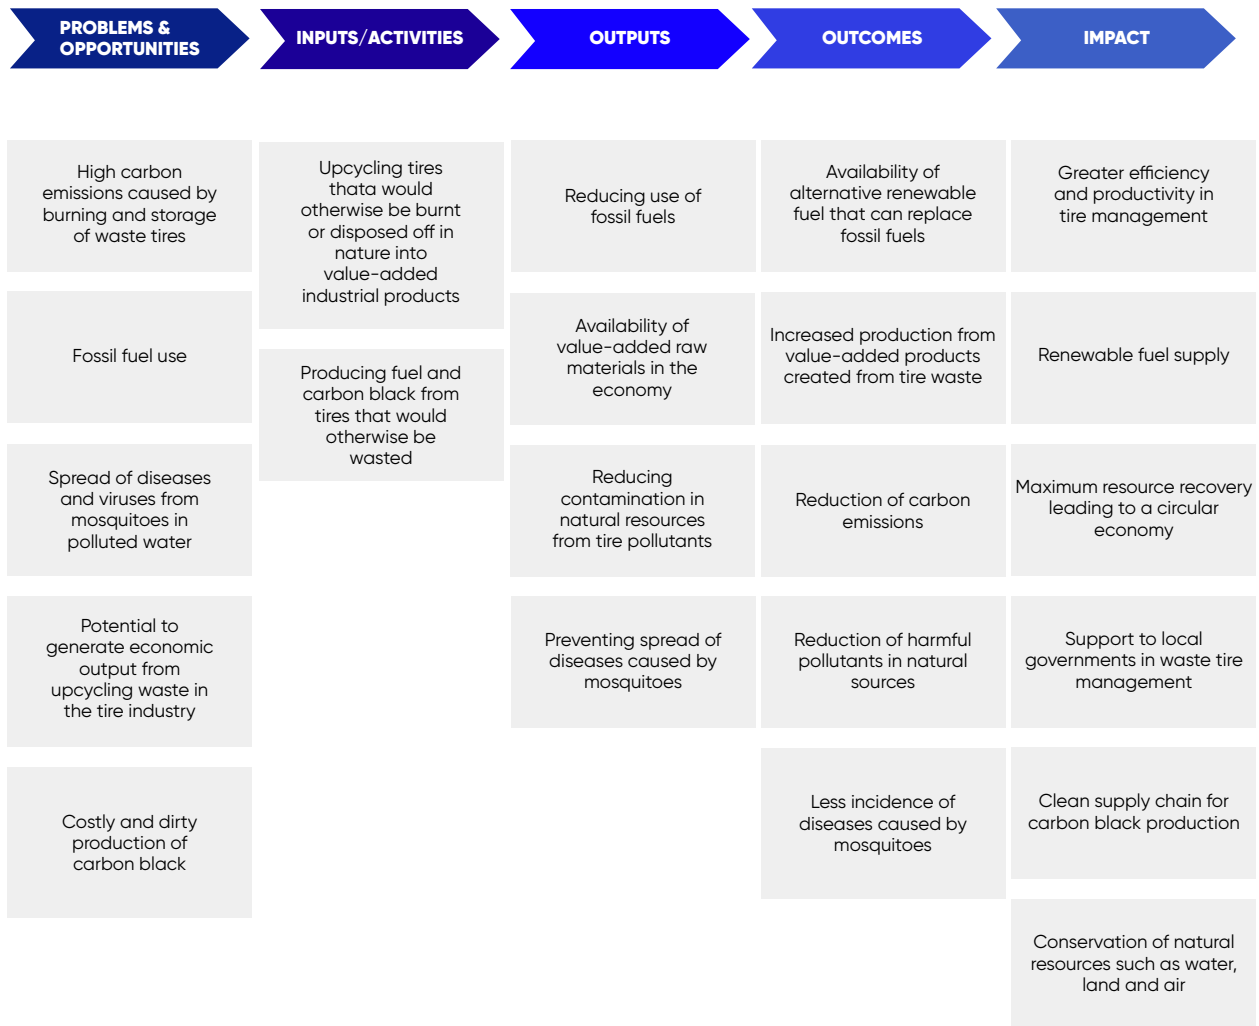 PROBLEMS &
OPPORTUNITIES
INPUTS/ACTIVITIES
OUTPUTS
OUTCOMES
IMPACT
High carbon
emissions caused by
burning and storage
of waste tires
Fossil fuel use
Spread of diseases
and viruses from
mosquitoes in
polluted water
Potential to
generate economic
output from
upcycling waste in
the tire industry
Costly and dirty
production of
carbon black
Upcycling tires
thata would
otherwise be burnt
or disposed off in
nature into
value-added
industrial products
Producing fuel and
carbon black from
tires that would
otherwise be
wasted
Reducing use of
fossil fuels
Availability of
value-added raw
materials in the
economy
Reducing
contamination in
natural resources
from tire pollutants
Preventing spread of
diseases caused by
mosquitoes
Availability of
alternative renewable
fuel that can replace
fossil fuels
Increased production from
value-added products
created from tire waste
Reduction of carbon
emissions
Reduction of harmful
pollutants in natural
sources
Less incidence of
diseases caused by
mosquitoes
Greater efficiency
and productivity in
tire management
Renewable fuel supply
Maximum resource recovery
leading to a circular
economy
Support to local
governments in waste tire
management
Clean supply chain for
carbon black production
Conservation of natural
resources such as water,
land and air